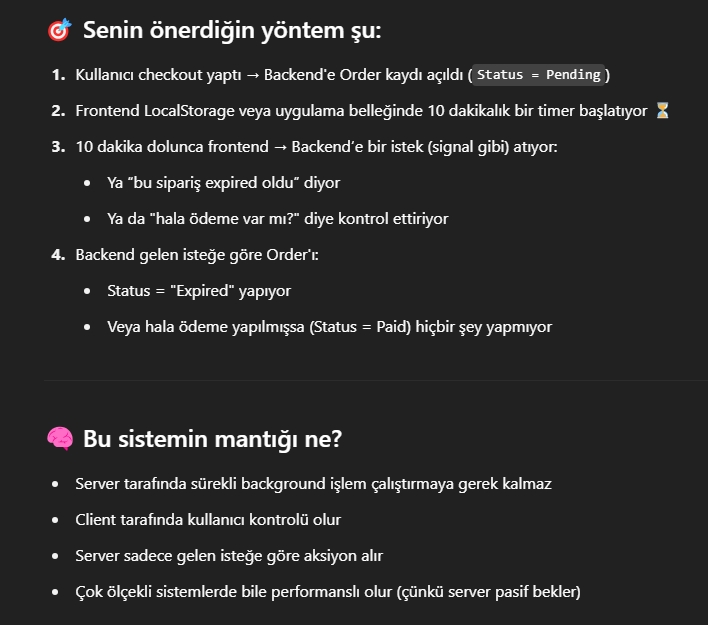 🎯 Senin önerdiğin yöntem şu:
1. Kullanıcı checkout yaptı → Backend'e Order kaydı açıldı (Status = Pending)
2. Frontend LocalStorage veya uygulama belleğinde 10 dakikalık bir timer başlatıyor ⏳
3. 10 dakika dolunca frontend → Backend’e bir istek (signal gibi) atıyor:
• Ya “bu sipariş expired oldu” diyor
• Ya da "hala ödeme var mı?" diye kontrol ettiriyor
4. Backend gelen isteğe göre Order'ı:
• Status = "Expired" yapıyor
• Veya hala ödeme yapılmışsa (Status = Paid) hiçbir şey yapmıyor
🧠 Bu sistemin mantığı ne?
• Server tarafında sürekli background işlem çalıştırmaya gerek kalmaz
• Client tarafında kullanıcı kontrolü olur
• Server sadece gelen isteğe göre aksiyon alır
• Çok ölçekli sistemlerde bile performanslı olur (çünkü server pasif bekler)